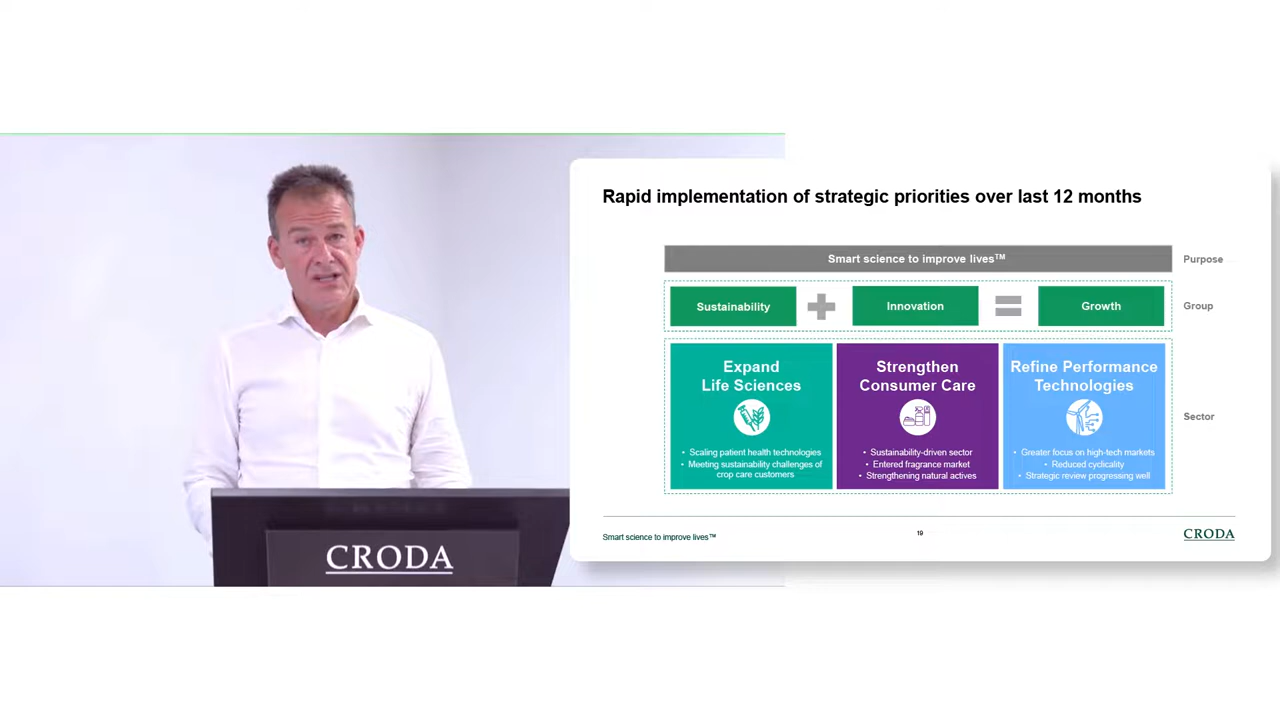 Rapid implementation of strategic priorities over last 12 months
Smart science to improve lives™
Purpose
Sustainability
Innovation
Growth
Group
Expand
Life Sciences
• Scaling patient health technologies
• Meeting sustainability challenges of
crop care customers
Strengthen
Consumer Care
• Sustainability-driven sector
• Entered fragrance market
• Strengthening natural actives
Refine Performance
Technologies
• Greater focus on high-tech markets
• Reduced cyclicality
• Strategic review progressing well
Sector
Smart science to improve lives™
19
CRODA
CRODA